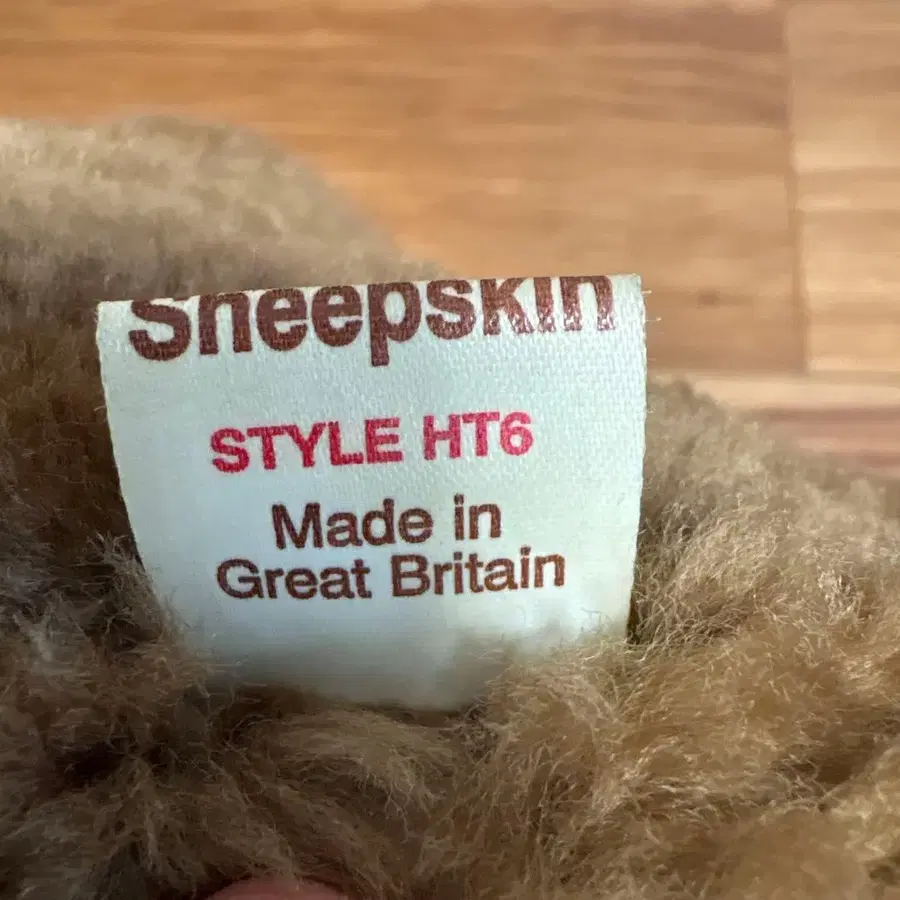 Sheepskin
STYLE HT6
Made in
Great Britain